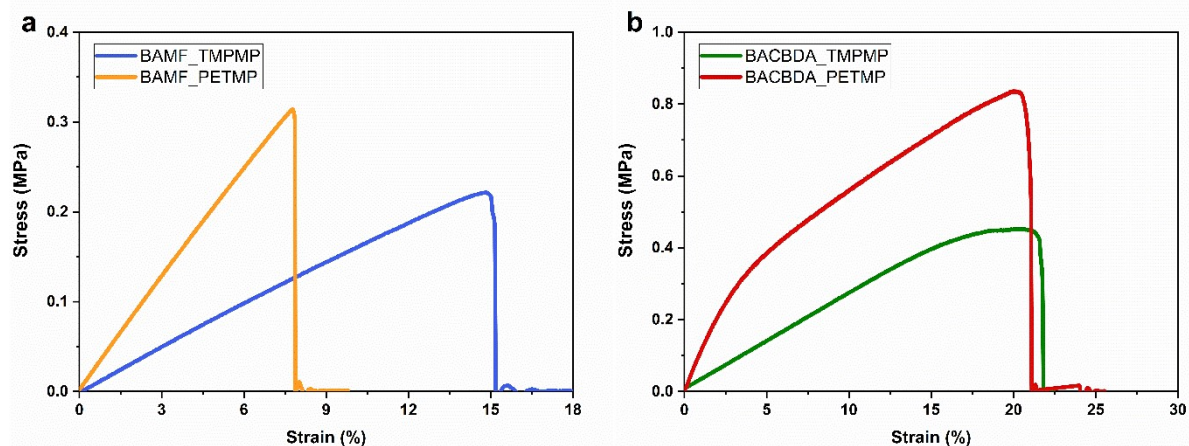 a
BAMF_TMPMP
BAMF_PETMP
Stress (MPa)
0.4
0.3
0.2
0.1
0.0
0 3 6 9 12 15 18
Strain (%)
b
BACBDA_TMPMP
BACBDA_PETMP
Stress (MPa)
1.0
0.8
0.6
0.4
0.2
0.0
0 5 10 15 20 25 30
Strain (%)